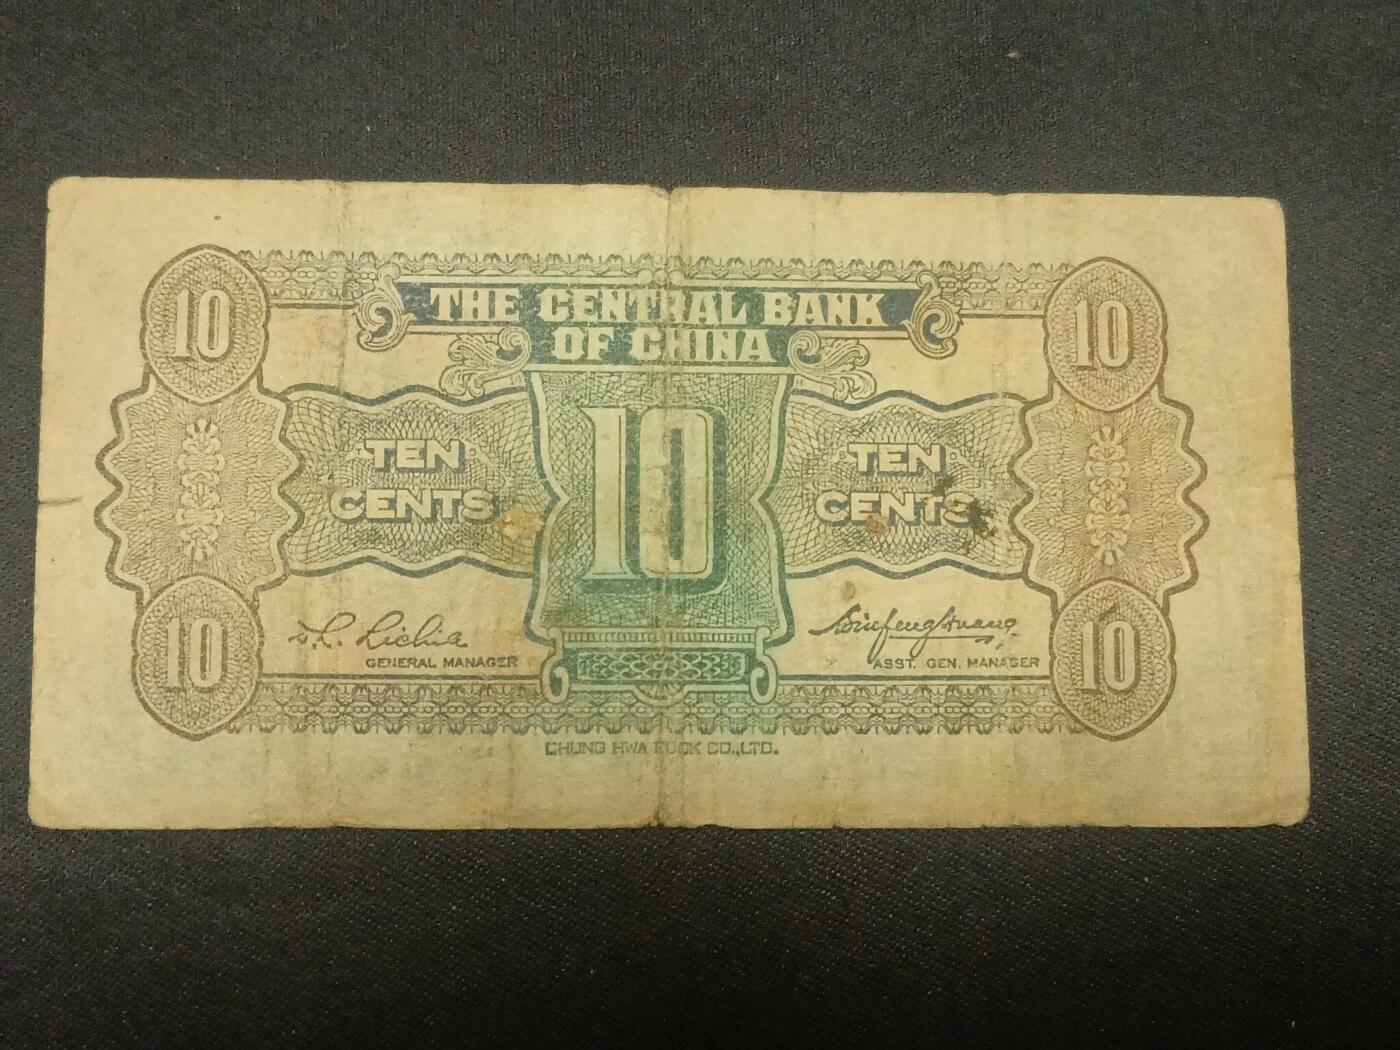 THE CENTRAL BANK
OF CHINA
10 10
10
TEN TEN
CENTS CENTS
GENERAL MANAGER ASST. GEN. MANAGER
10 10
CHUNG HWA BOOK CO.,LTD.